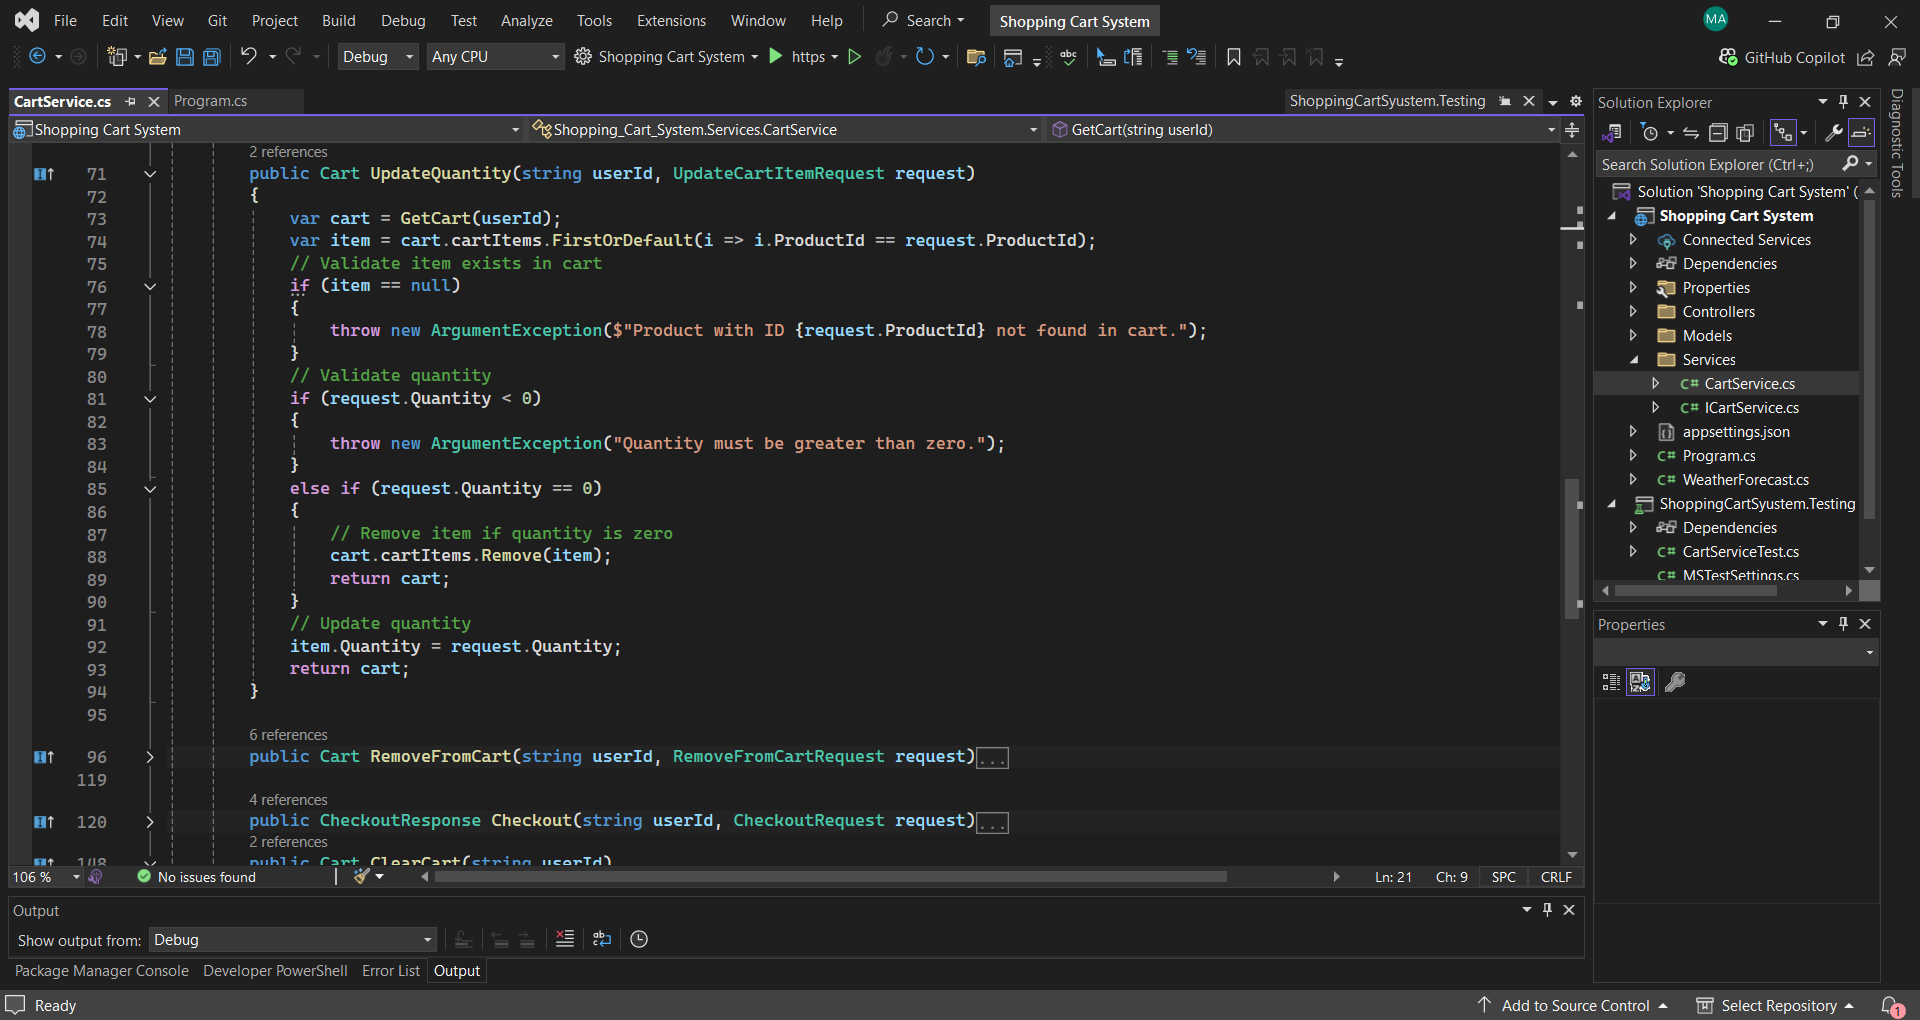 File Edit View Git Project Build Debug Test Analyze Tools Extensions Window Help Search Shopping Cart System MA
Debug Any CPU Shopping Cart System https abc GitHub Copilot
CartService.cs Program.cs ShoppingCartSyustem.Testing
Shopping Cart System Shopping_Cart_System.Services.CartService GetCart(string userId)
2 references
71 public Cart UpdateQuantity(string userId, UpdateCartItemRequest request)
72 {
73 var cart = GetCart(userId);
74 var item = cart.cartItems.FirstOrDefault(i => i.ProductId == request.ProductId);
75 // Validate item exists in cart
76 if (item == null)
77 {
78 throw new ArgumentException($"Product with ID {request.ProductId} not found in cart.");
79 }
80 // Validate quantity
81 if (request.Quantity < 0)
82 {
83 throw new ArgumentException("Quantity must be greater than zero.");
84 }
85 else if (request.Quantity == 0)
86 {
87 // Remove item if quantity is zero
88 cart.cartItems.Remove(item);
89 return cart;
90 }
91 // Update quantity
92 item.Quantity = request.Quantity;
93 return cart;
94 }
95
6 references
96 public Cart RemoveFromCart(string userId, RemoveFromCartRequest request)...
119
4 references
120 public CheckoutResponse Checkout(string userId, CheckoutRequest request)...
2 references
148 public Cart ClearCart(string userId)
106 % No issues found Ln: 21 Ch: 9 SPC CRLF
Output
Show output from: Debug
Package Manager Console Developer PowerShell Error List Output
Solution Explorer
Search Solution Explorer (Ctrl+;)
Solution 'Shopping Cart System' (
Shopping Cart System
Connected Services
Dependencies
Properties
Controllers
Models
Services
C# CartService.cs
C# ICartService.cs
appsettings.json
C# Program.cs
C# WeatherForecast.cs
ShoppingCartSyustem.Testing
Dependencies
C# CartServiceTest.cs
C# MSTestSettings.cs
Properties
Diagnostic Tools
Ready Add to Source Control Select Repository 1